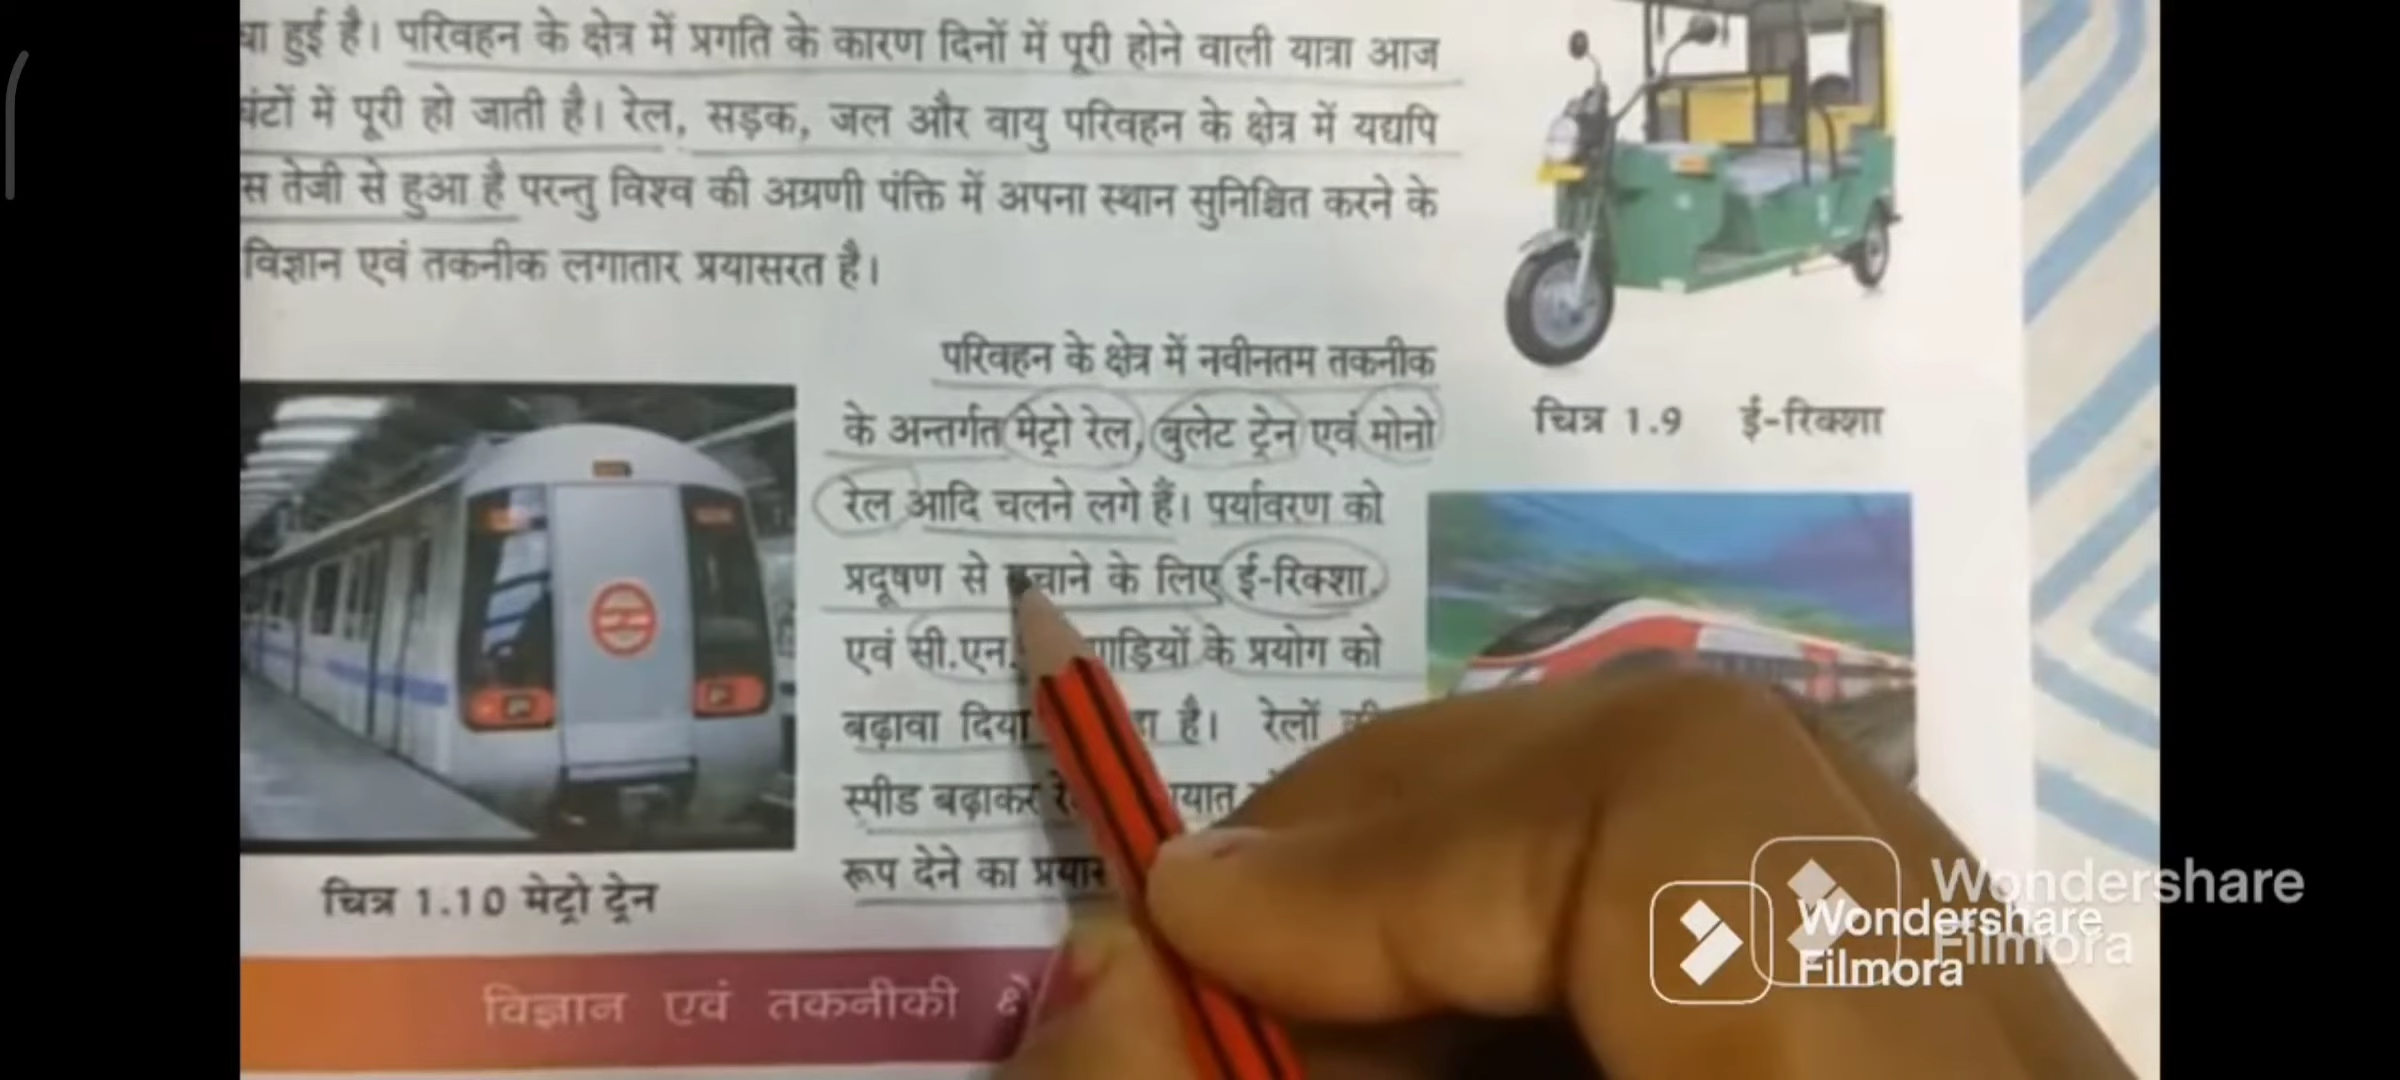 हुई है। परिवहन के क्षेत्र में प्रगति के कारण दिनों में पूरी होने वाली यात्रा आज
घंटों में पूरी हो जाती है। रेल, सड़क, जल और वायु परिवहन के क्षेत्र में यद्यपि
स तेजी से हुआ है परन्तु विश्व की अग्रणी पंक्ति में अपना स्थान सुनिश्चित करने के
विज्ञान एवं तकनीक लगातार प्रयासरत है।
परिवहन के क्षेत्र में नवीनतम तकनीक
के अन्तर्गत मेट्रो रेल, बुलेट ट्रेन एवं मोनो
रेल आदि चलने लगे हैं। पर्यावरण को
प्रदूषण से बचाने के लिए ई-रिक्शा,
एवं सी.एन. गाड़ियों के प्रयोग को
बढ़ावा दिया है। रेलों
स्पीड बढ़ाकर
रूप देने का प्रयास
चित्र 1.9 ई-रिक्शा
चित्र 1.10 मेट्रो ट्रेन
विज्ञान एवं तकनीकी
Wondershare
Filmora
Wondershare
Filmora